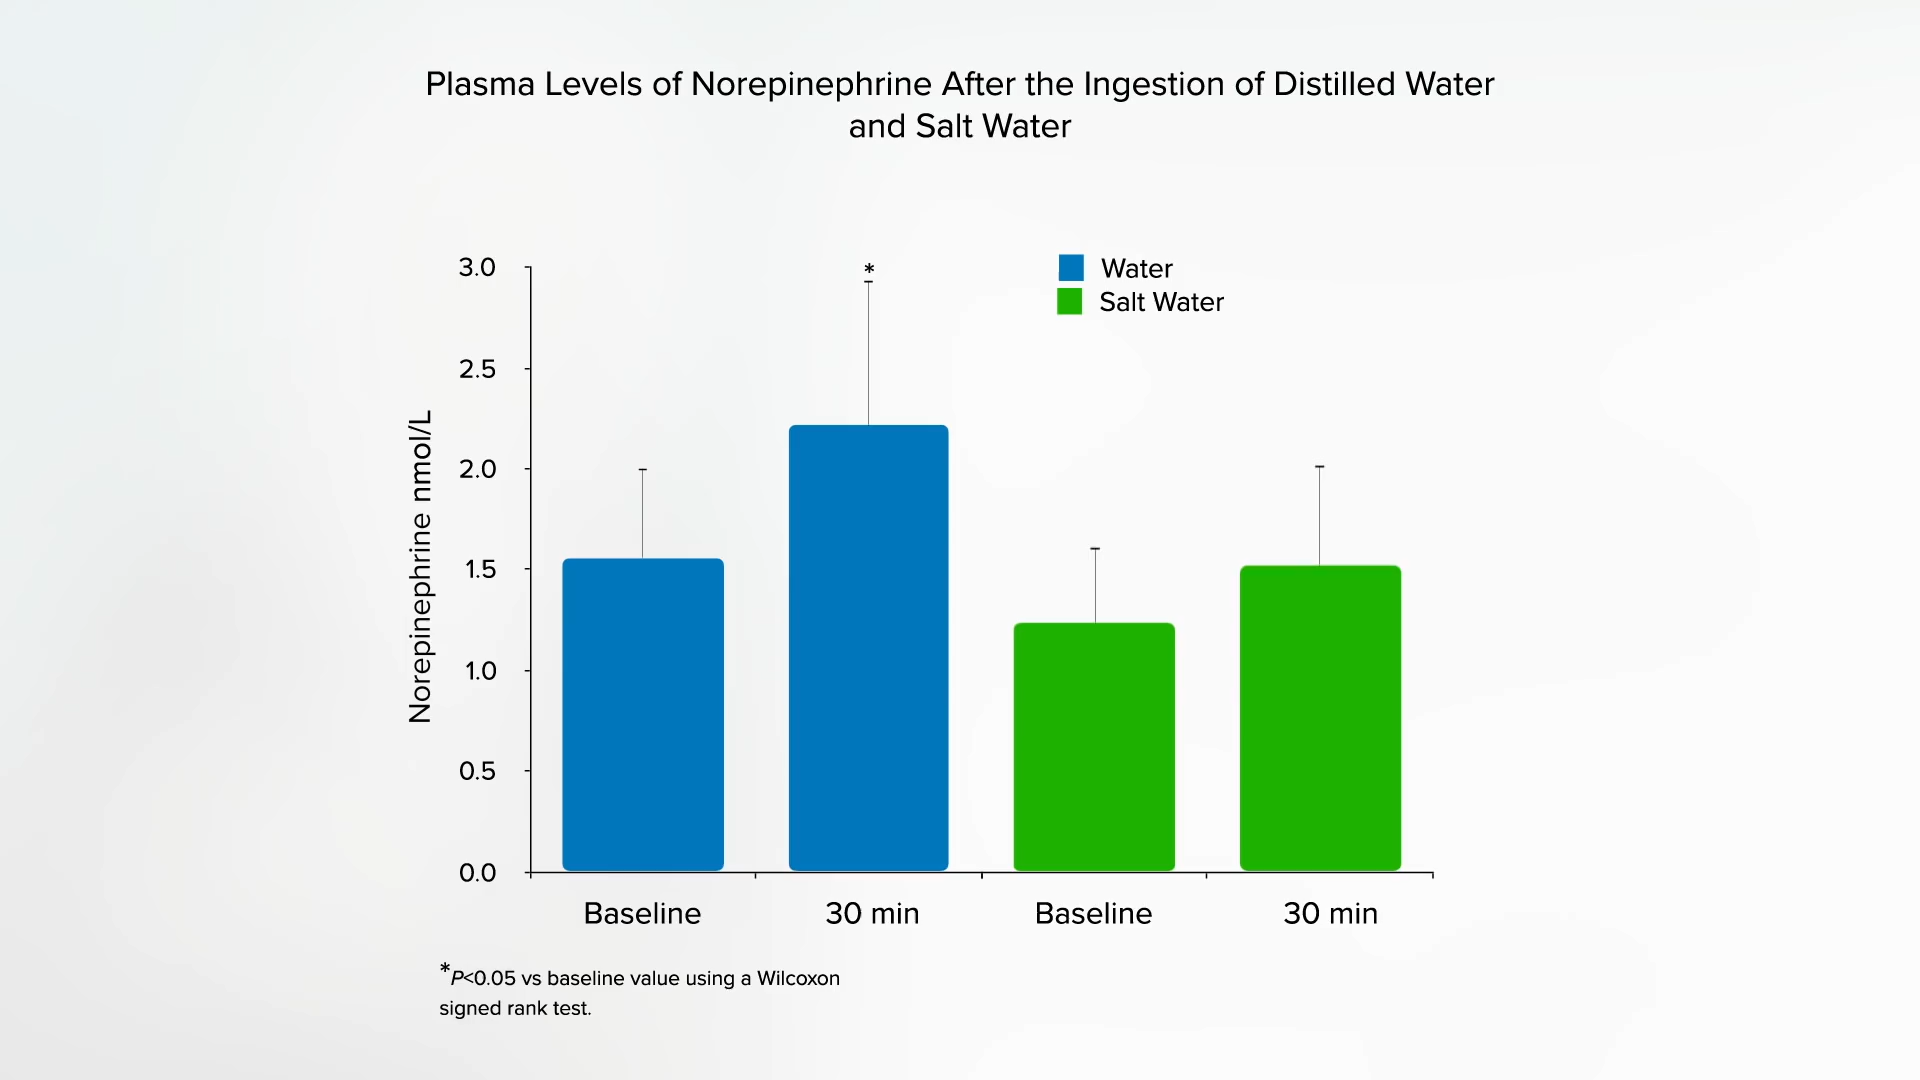 Plasma Levels of Norepinephrine After the Ingestion of Distilled Water
and Salt Water
*
Water
Salt Water
Norepinephrine nmol/L
3.0
2.5
2.0
1.5
1.0
0.5
0.0
Baseline
30 min
Baseline
30 min
*P<0.05 vs baseline value using a Wilcoxon
signed rank test.